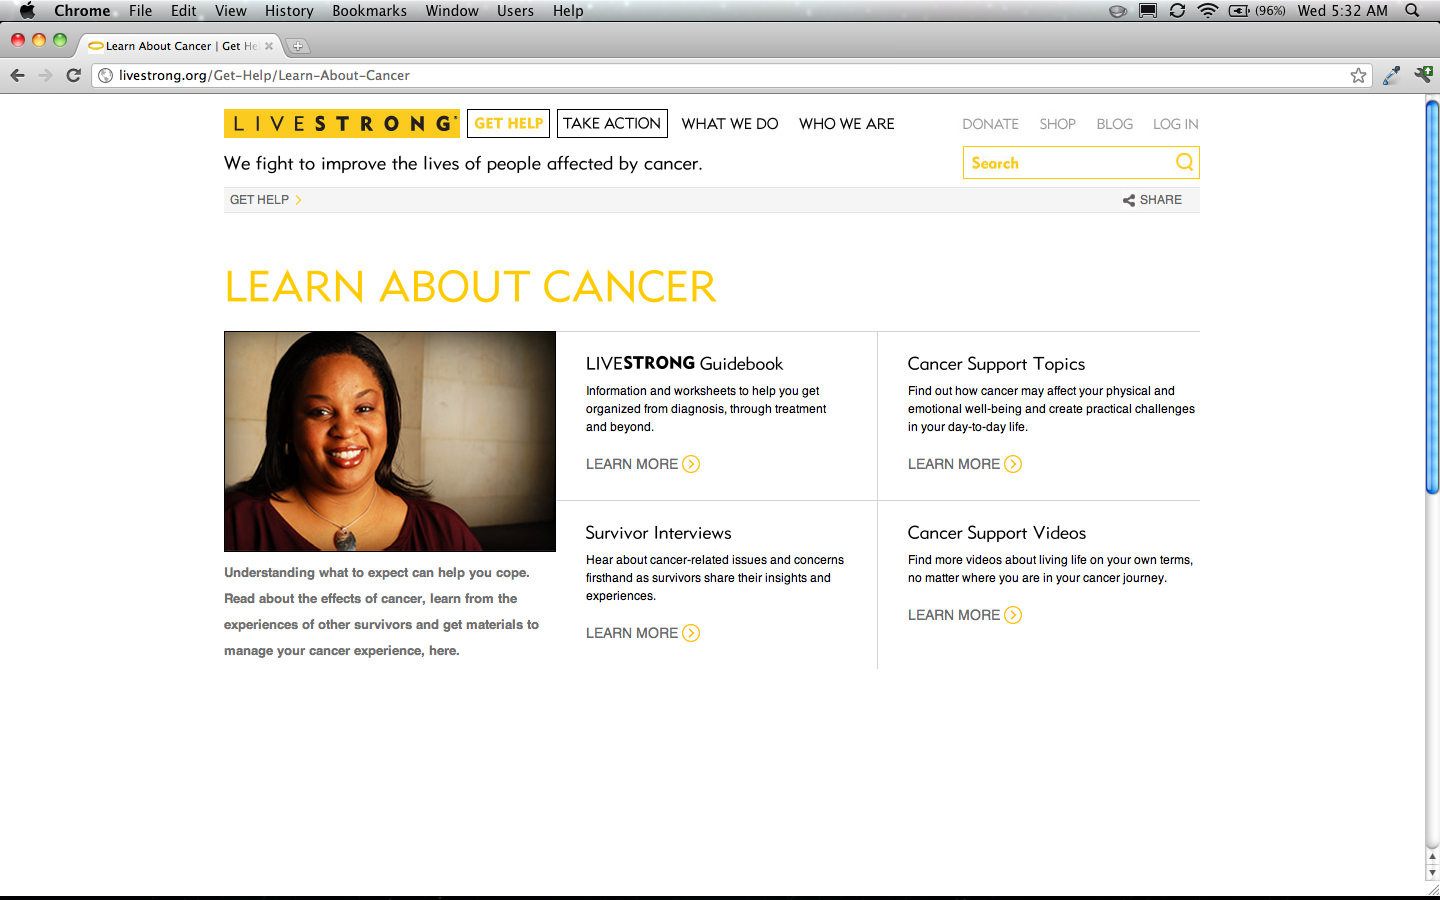 Chrome File Edit View History Bookmarks Window Users Help (96%) Wed 5:32 AM
Learn About Cancer | Get He
livestrong.org/Get-Help/Learn-About-Cancer
LIVESTRONG® GET HELP TAKE ACTION WHAT WE DO WHO WE ARE DONATE SHOP BLOG LOG IN
We fight to improve the lives of people affected by cancer. Search
GET HELP SHARE
LEARN ABOUT CANCER
Understanding what to expect can help you cope.
Read about the effects of cancer, learn from the
experiences of other survivors and get materials to
manage your cancer experience, here.
LIVESTRONG Guidebook
Information and worksheets to help you get
organized from diagnosis, through treatment
and beyond.
LEARN MORE
Cancer Support Topics
Find out how cancer may affect your physical and
emotional well-being and create practical challenges
in your day-to-day life.
LEARN MORE
Survivor Interviews
Hear about cancer-related issues and concerns
firsthand as survivors share their insights and
experiences.
LEARN MORE
Cancer Support Videos
Find more videos about living life on your own terms,
no matter where you are in your cancer journey.
LEARN MORE